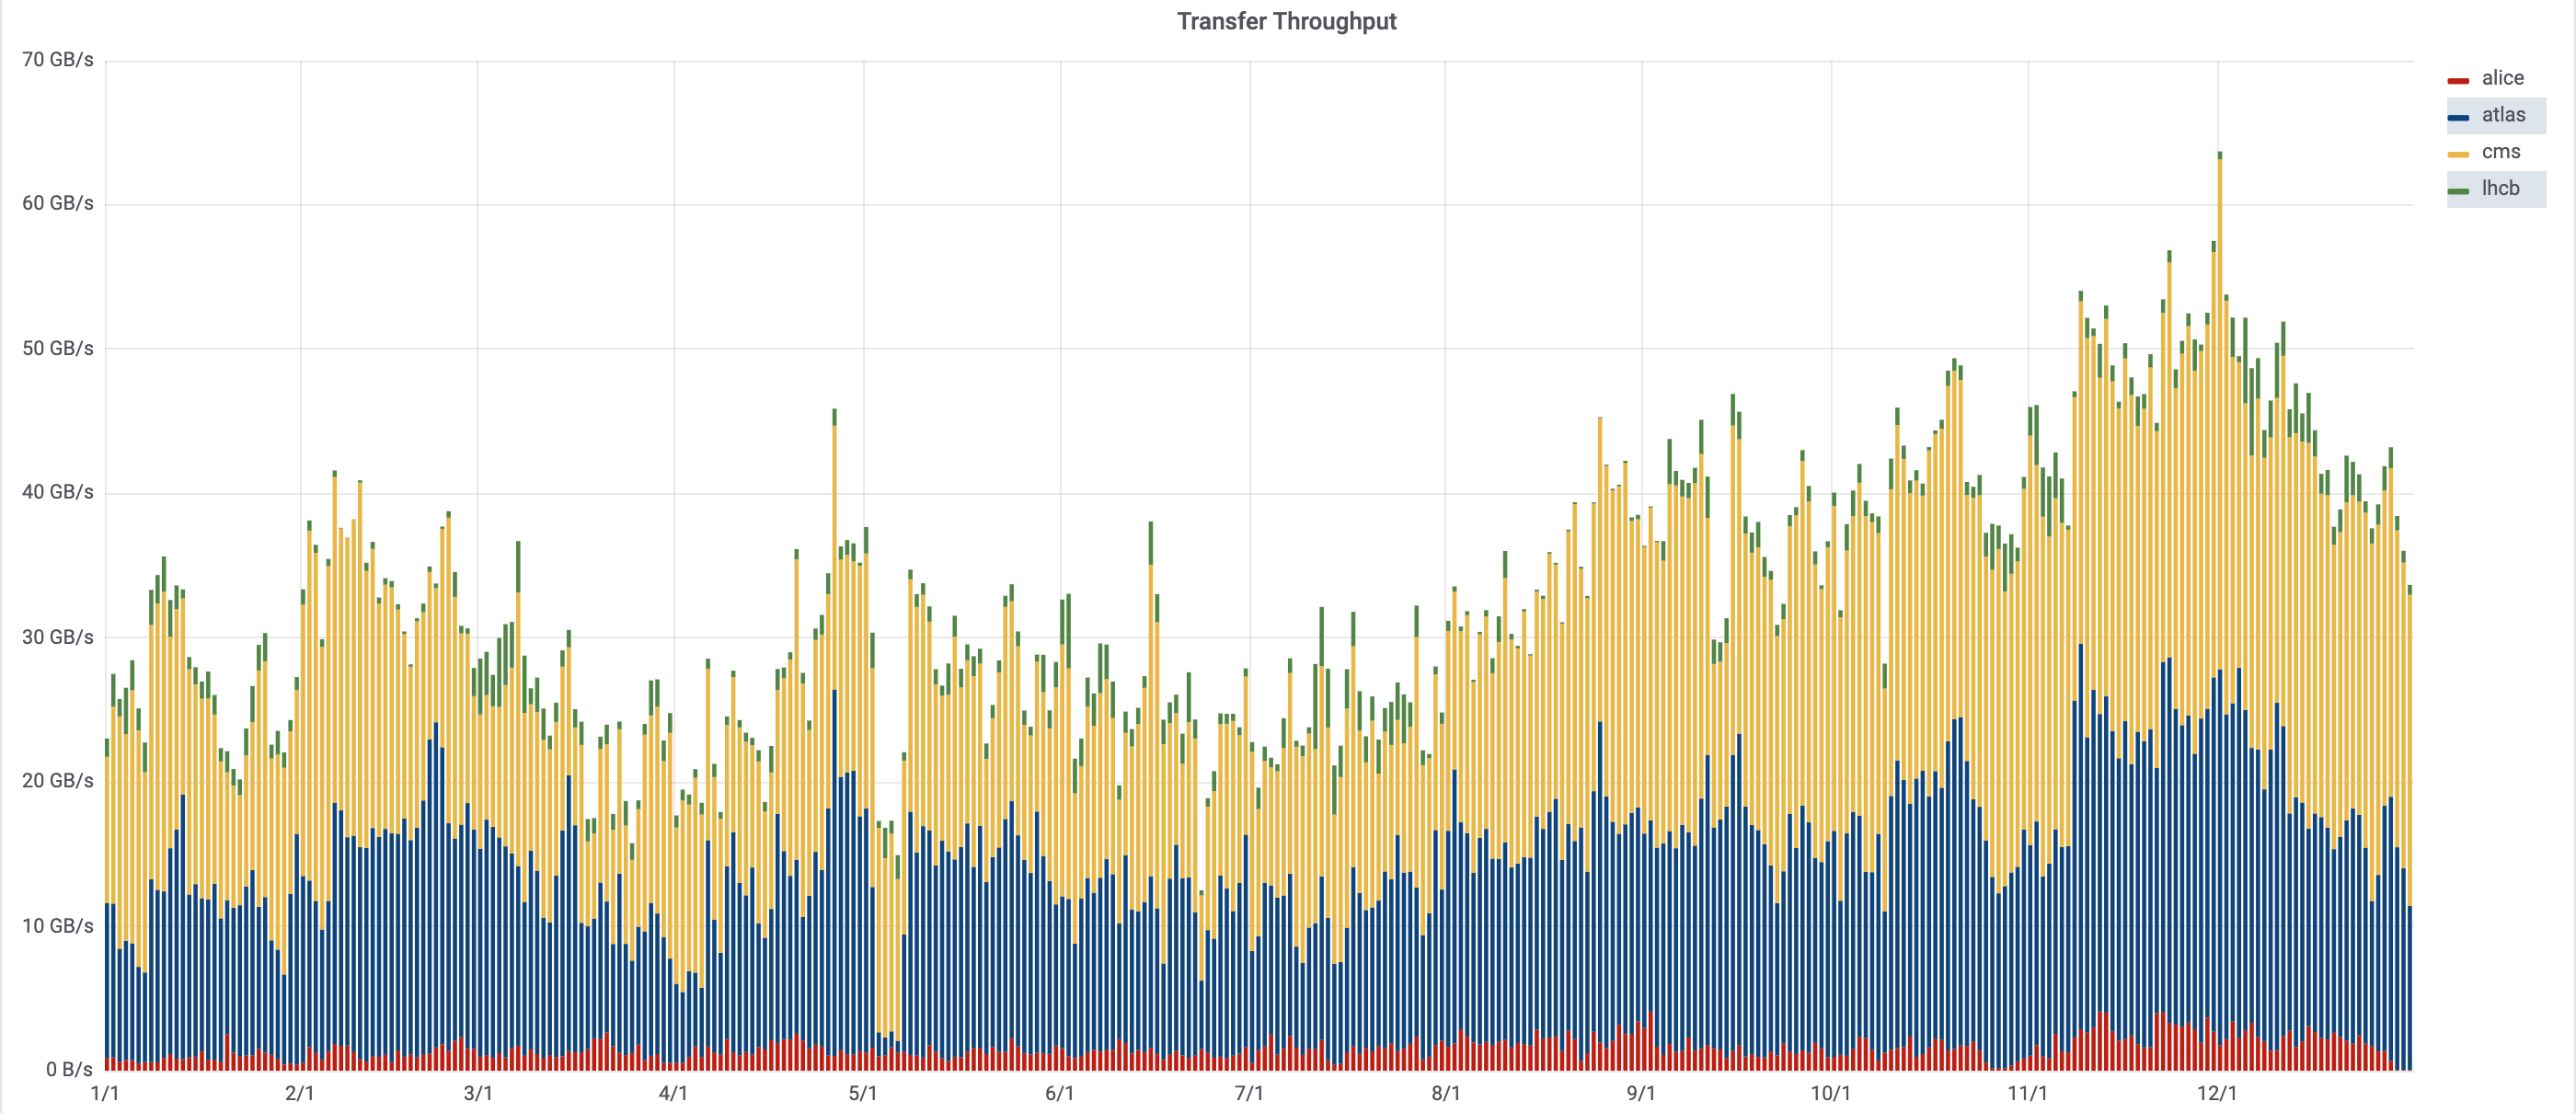 Transfer Throughput
70 GB/s
60 GB/s
50 GB/s
40 GB/s
30 GB/s
20 GB/s
10 GB/s
0 B/s
1/1 2/1 3/1 4/1 5/1 6/1 7/1 8/1 9/1 10/1 11/1 12/1
alice
atlas
cms
lhcb